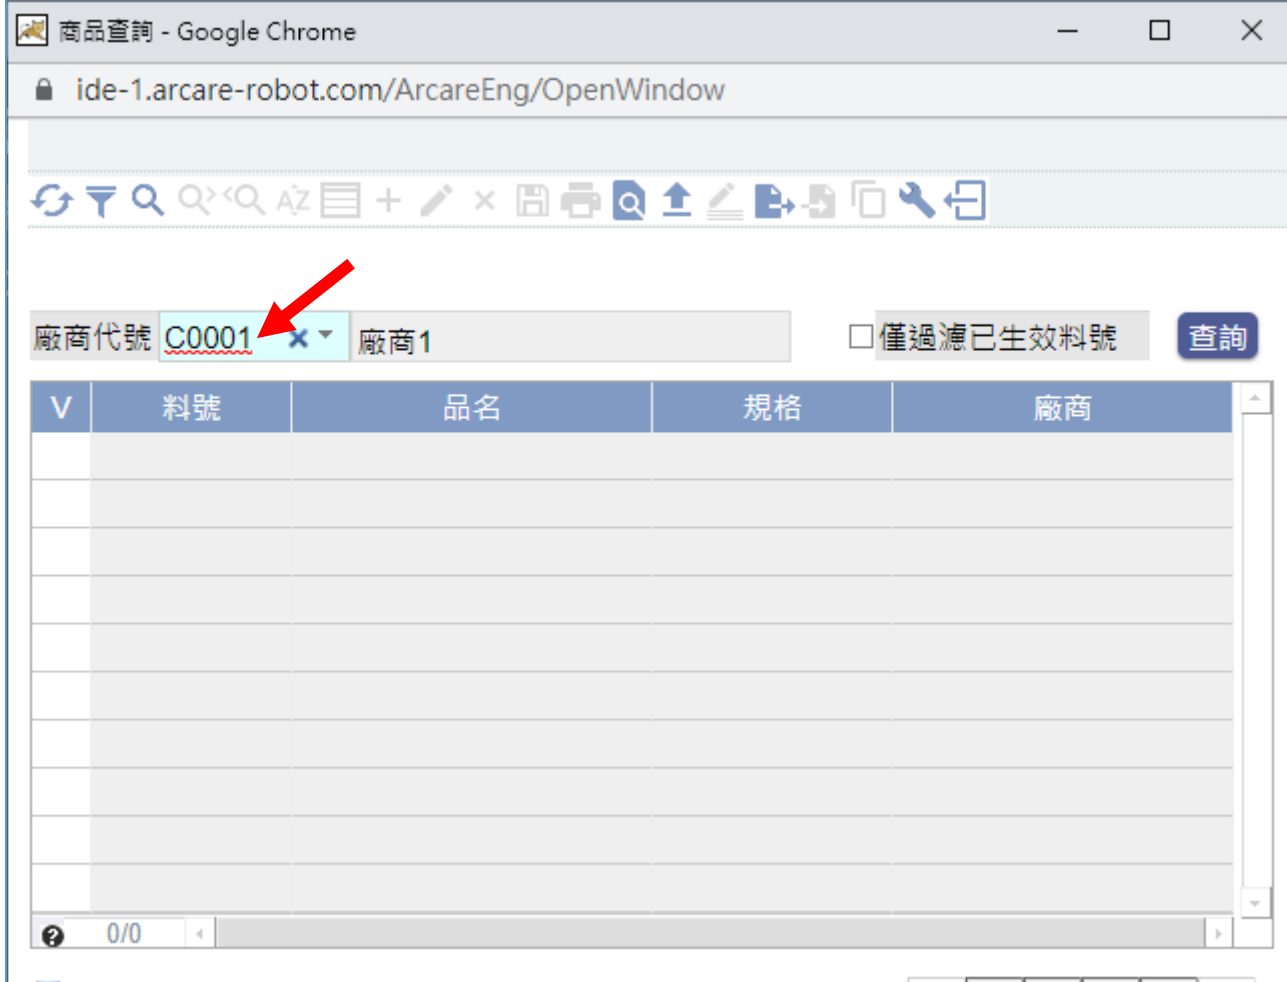 商品查詢 - Google Chrome
ide-1.arcare-robot.com/ArcareEng/OpenWindow
廠商代號 C0001 廠商1 僅過濾已生效料號 查詢
V 料號 品名 規格 廠商
0/0